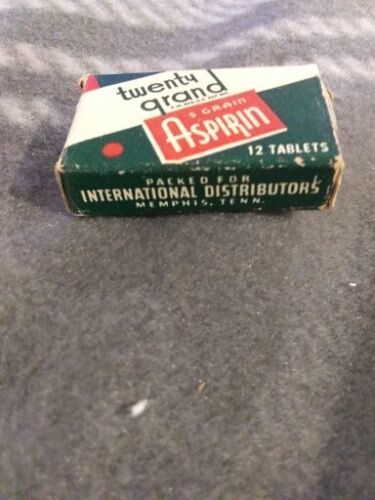 twenty
grand
5 GRAIN
ASPIRIN
12 TABLETS
PACKED FOR
INTERNATIONAL DISTRIBUTORS
MEMPHIS, TENN.